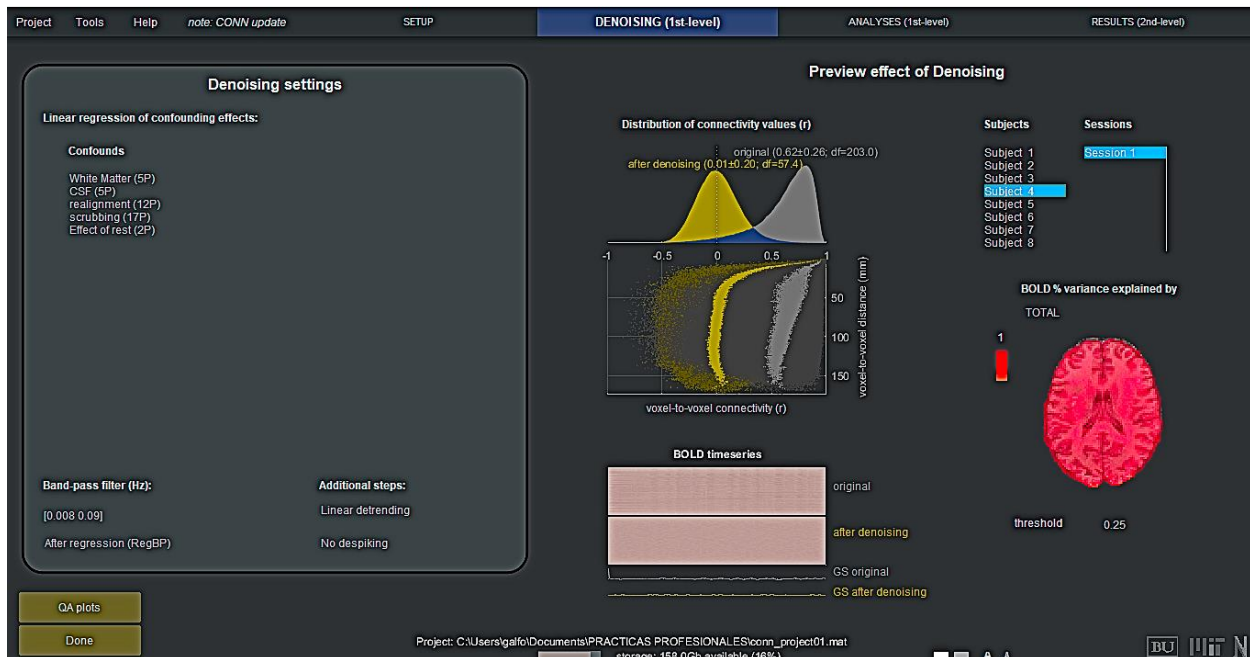 Project Tools Help note: CONN update SETUP DENOISING (1st-level) ANALYSES (1st-level) RESULTS (2nd-level)
Denoising settings
Linear regression of confounding effects:
Confounds
White Matter (5P)
CSF (5P)
realignment (12P)
scrubbing (17P)
Effect of rest (2P)
Band-pass filter (Hz):
[0.008 0.09]
After regression (RegBP)
Additional steps:
Linear detrending
No despiking
QA plots
Done
Preview effect of Denoising
Distribution of connectivity values (r)
original (0.62±0.26; df=203.0)
after denoising (0.01±0.20; df=57.4)
-1 -0.5 0 0.5 1
50
100
150
voxel-to-voxel distance (mm)
voxel-to-voxel connectivity (r)
BOLD timeseries
original
after denoising
GS original
GS after denoising
Subjects
Subject 1
Subject 2
Subject 3
Subject 4
Subject 5
Subject 6
Subject 7
Subject 8
Sessions
Session 1
BOLD % variance explained by
TOTAL
1
threshold 0.25
Project: C:\Users\galfo\Documents\PRACTICAS PROFESIONALES\conn_project01.mat
storage: 158.0Gb available (16%)
BU